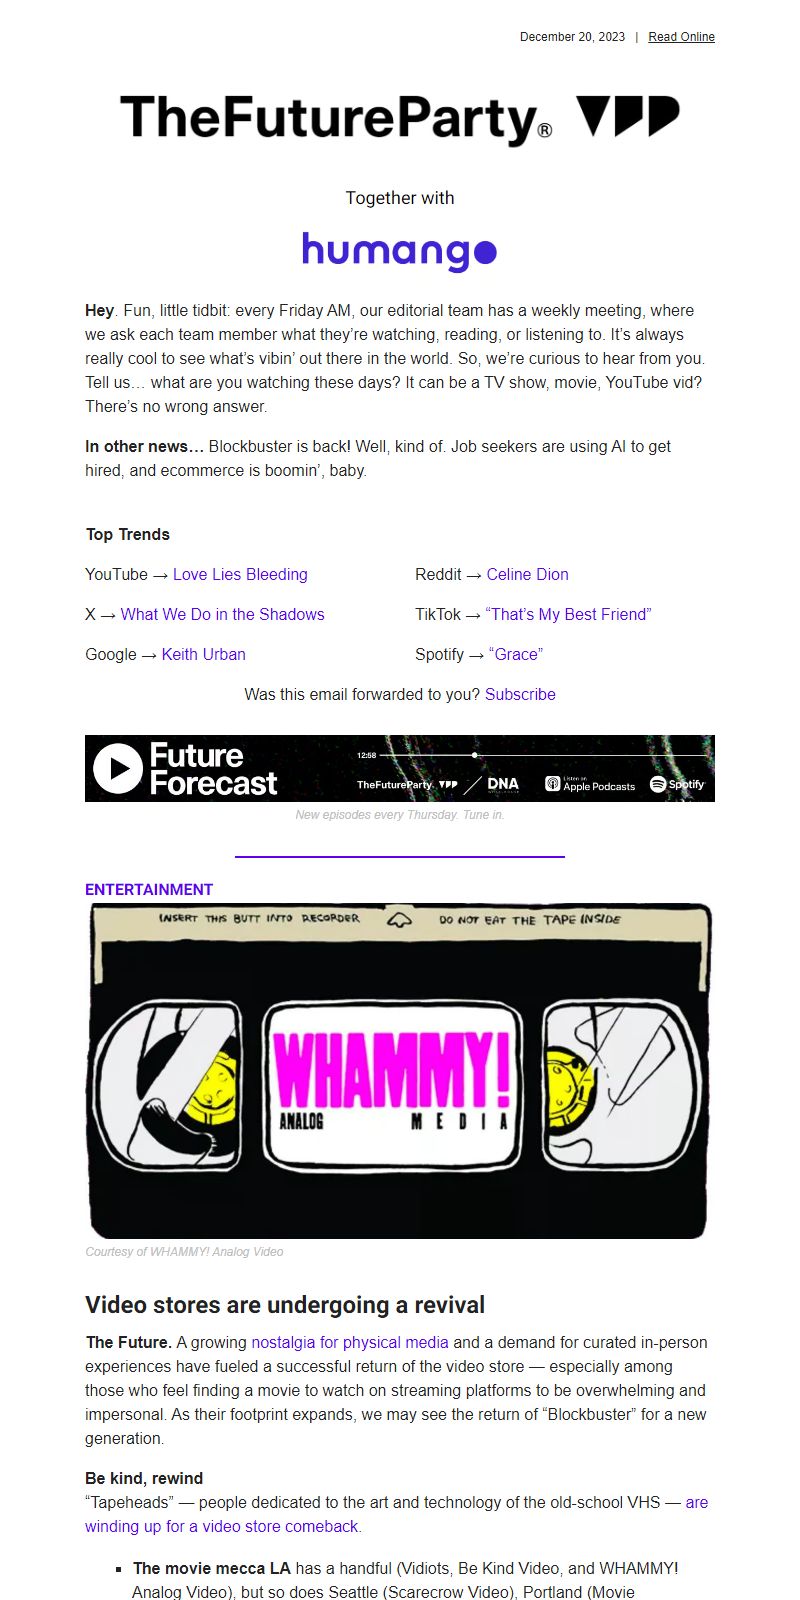 December 20, 2023 | Read Online
TheFutureParty®
Together with
humango
Hey. Fun, little tidbit: every Friday AM, our editorial team has a weekly meeting, where
we ask each team member what they’re watching, reading, or listening to. It’s always
really cool to see what’s vibin’ out there in the world. So, we’re curious to hear from you.
Tell us… what are you watching these days? It can be a TV show, movie, YouTube vid?
There’s no wrong answer.
In other news… Blockbuster is back! Well, kind of. Job seekers are using AI to get
hired, and ecommerce is boomin’, baby.
Top Trends
YouTube → Love Lies Bleeding
Reddit → Celine Dion
X → What We Do in the Shadows
TikTok → “That’s My Best Friend”
Google → Keith Urban
Spotify → “Grace”
Was this email forwarded to you? Subscribe
Future
Forecast
12:58
TheFutureParty. / DNA
Listen on
Apple Podcasts
Spotify
New episodes every Thursday. Tune in.
ENTERTAINMENT
INSERT THIS BUTT INTO RECORDER
DO NOT EAT THE TAPE INSIDE
WHAMMY!
ANALOG MEDIA
Courtesy of WHAMMY! Analog Video
Video stores are undergoing a revival
The Future. A growing nostalgia for physical media and a demand for curated in-person
experiences have fueled a successful return of the video store — especially among
those who feel finding a movie to watch on streaming platforms to be overwhelming and
impersonal. As their footprint expands, we may see the return of “Blockbuster” for a new
generation.
Be kind, rewind
“Tapeheads” — people dedicated to the art and technology of the old-school VHS — are
winding up for a video store comeback.
▪ The movie mecca LA has a handful (Vidiots, Be Kind Video, and WHAMMY!
Analog Video), but so does Seattle (Scarecrow Video), Portland (Movie